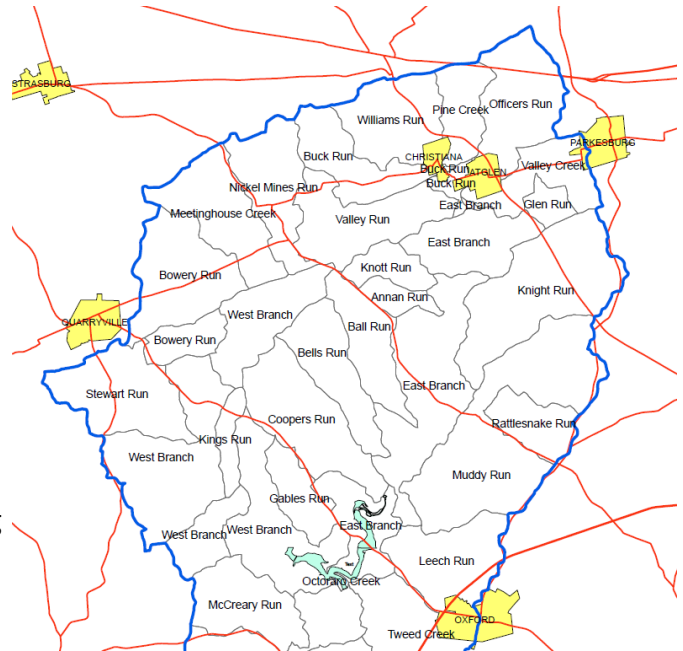 STRASBURG
Pine Creek
Officers Run
Williams Run
PARKESBURG
Buck Run
CHRISTIANA
Buck Run
ATGLEN
Valley Creek
Buck Run
Nickel Mines Run
East Branch
Glen Run
Meetinghouse Creek
Valley Run
East Branch
Bowery Run
Knott Run
Knight Run
Annan Run
West Branch
QUARRYVILLE
Ball Run
Bowery Run
Bells Run
East Branch
Stewart Run
Coopers Run
Rattlesnake Run
Kings Run
West Branch
Muddy Run
Gables Run
East Branch
West Branch
West Branch
Leech Run
Octoraro Creek
McCreary Run
OXFORD
Tweed Creek